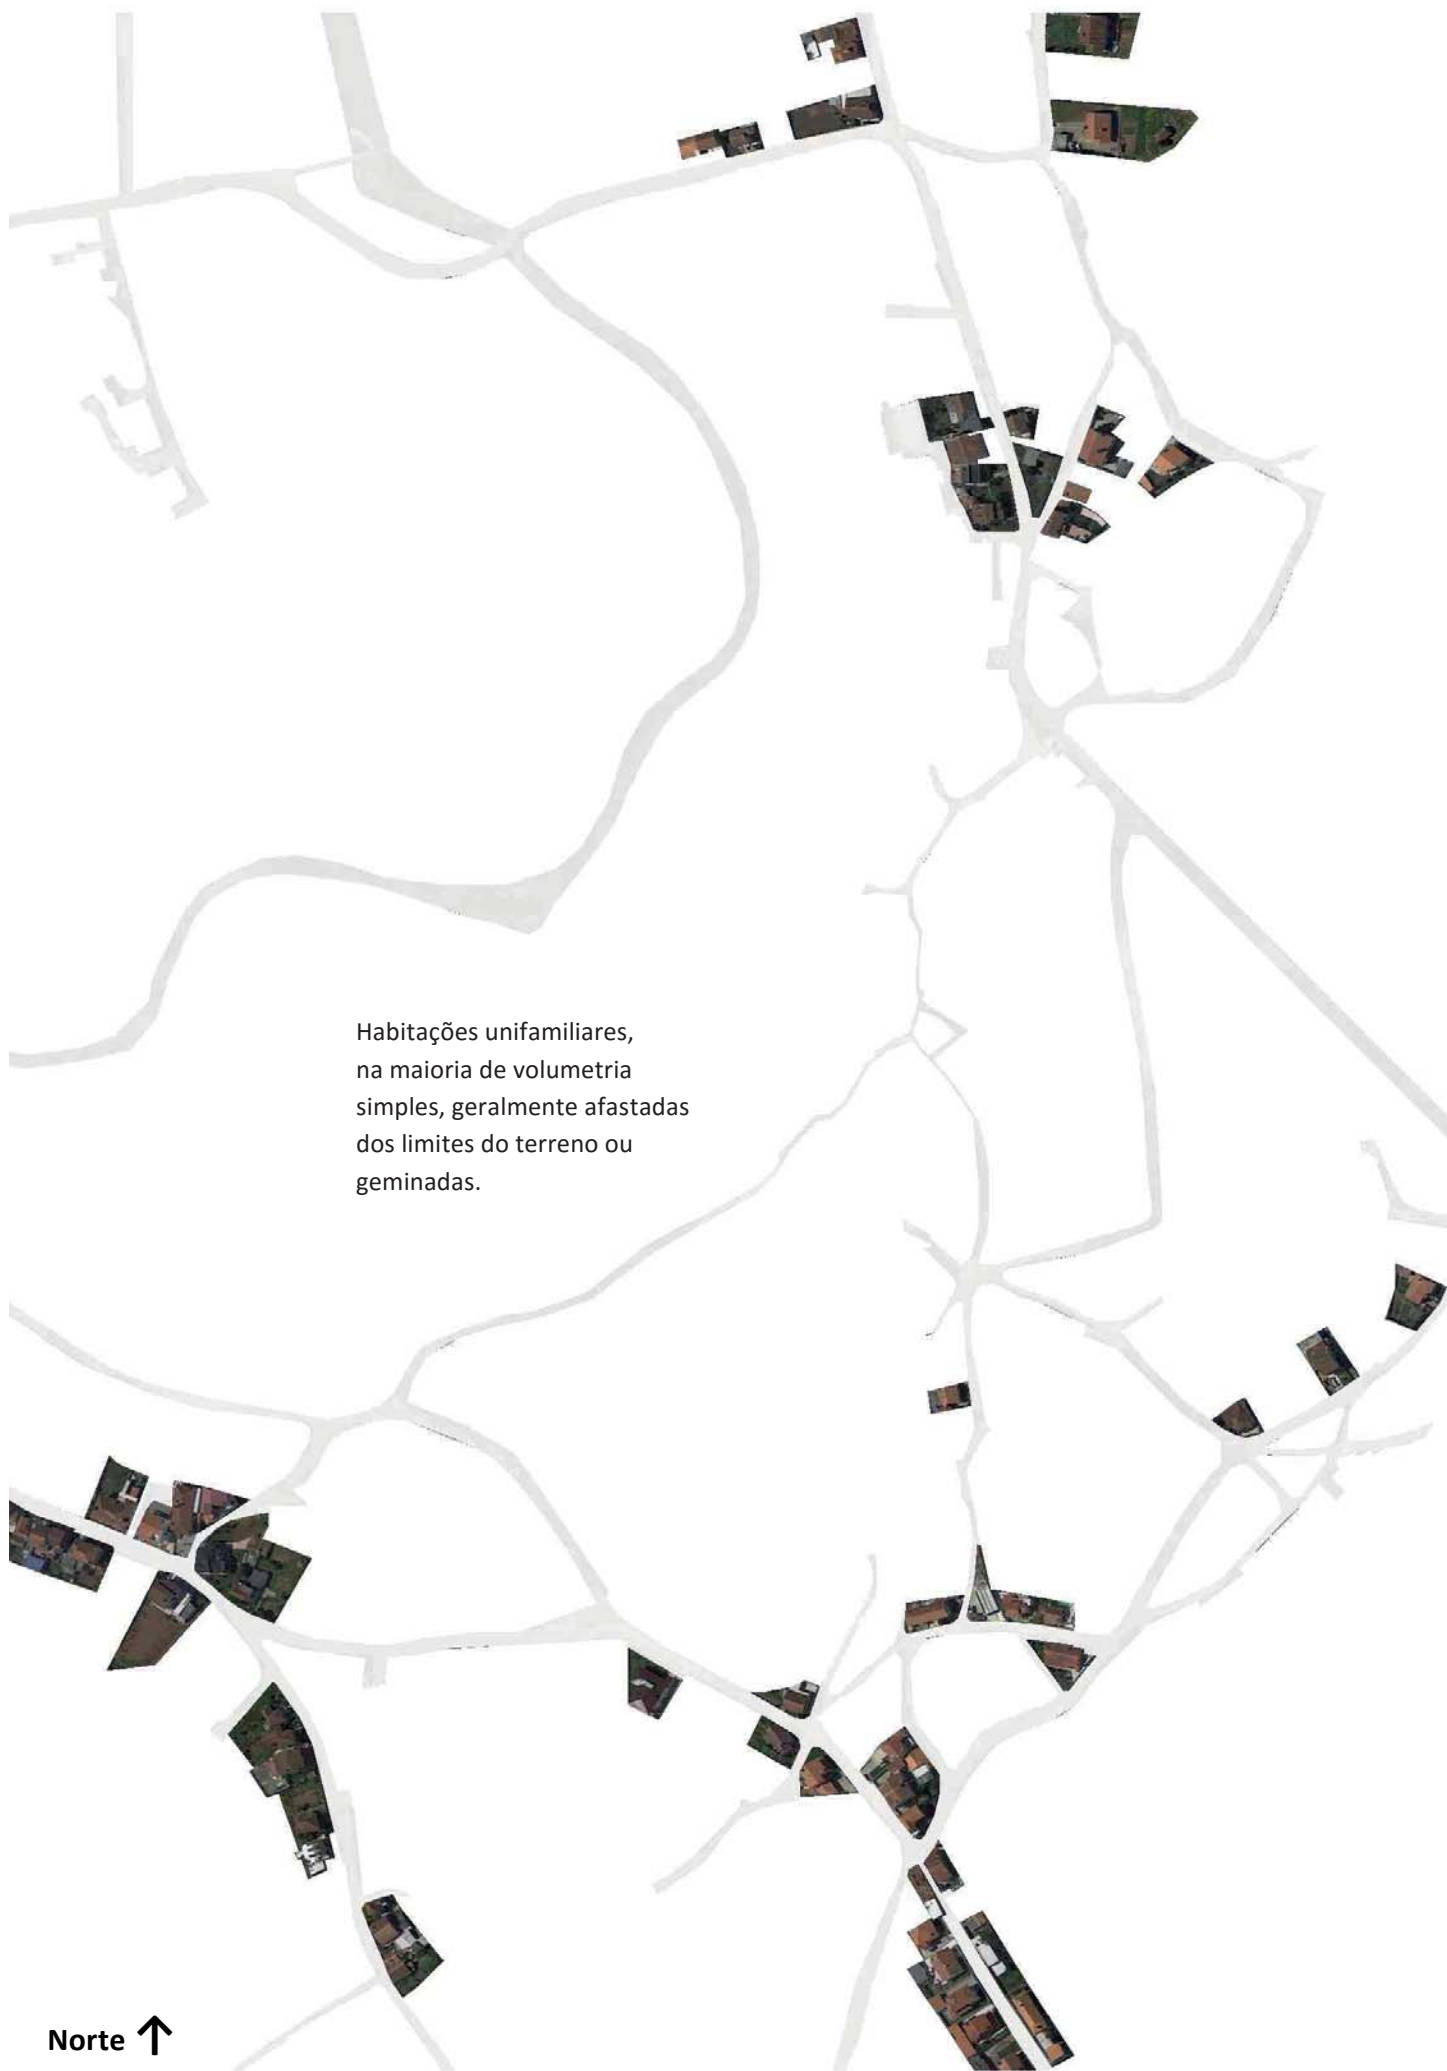 Habitações unifamiliares,
na maioria de volumetria
simples, geralmente afastadas
dos limites do terreno ou
geminadas.
Norte ↑